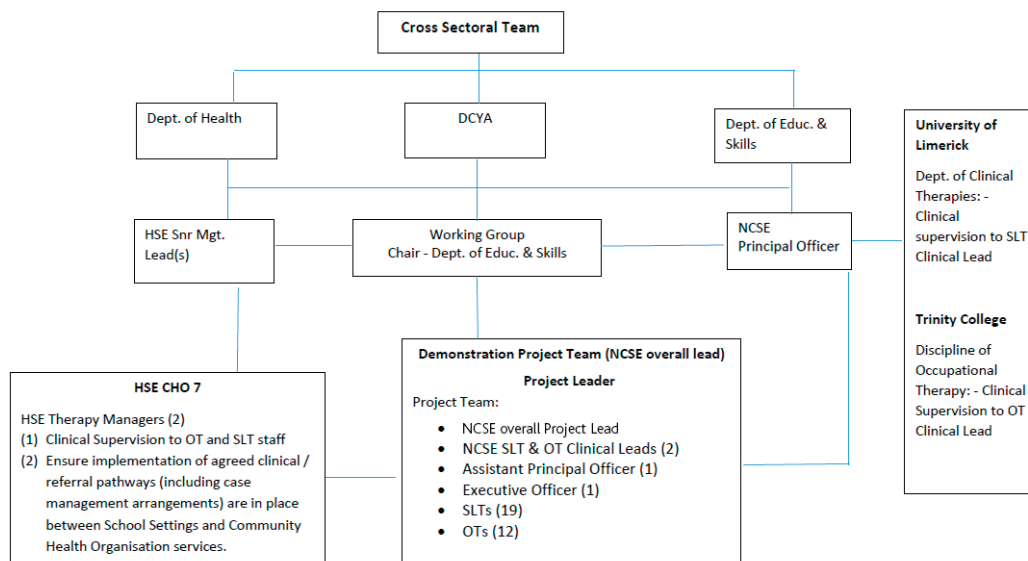 Cross Sectoral Team
Dept. of Health
DCYA
Dept. of Educ. &
Skills
HSE Snr Mgt.
Lead(s)
Working Group
Chair - Dept. of Educ. & Skills
NCSE
Principal Officer
University of
Limerick
Dept. of Clinical
Therapies: -
Clinical
supervision to SLT
Clinical Lead
Trinity College
Discipline of
Occupational
Therapy: - Clinical
Supervision to OT
Clinical Lead
HSE CHO 7
HSE Therapy Managers (2)
(1) Clinical Supervision to OT and SLT staff
(2) Ensure implementation of agreed clinical /
referral pathways (including case
management arrangements) are in place
between School Settings and Community
Health Organisation services.
Demonstration Project Team (NCSE overall lead)
Project Leader
Project Team:
• NCSE overall Project Lead
• NCSE SLT & OT Clinical Leads (2)
• Assistant Principal Officer (1)
• Executive Officer (1)
• SLTs (19)
• OTs (12)